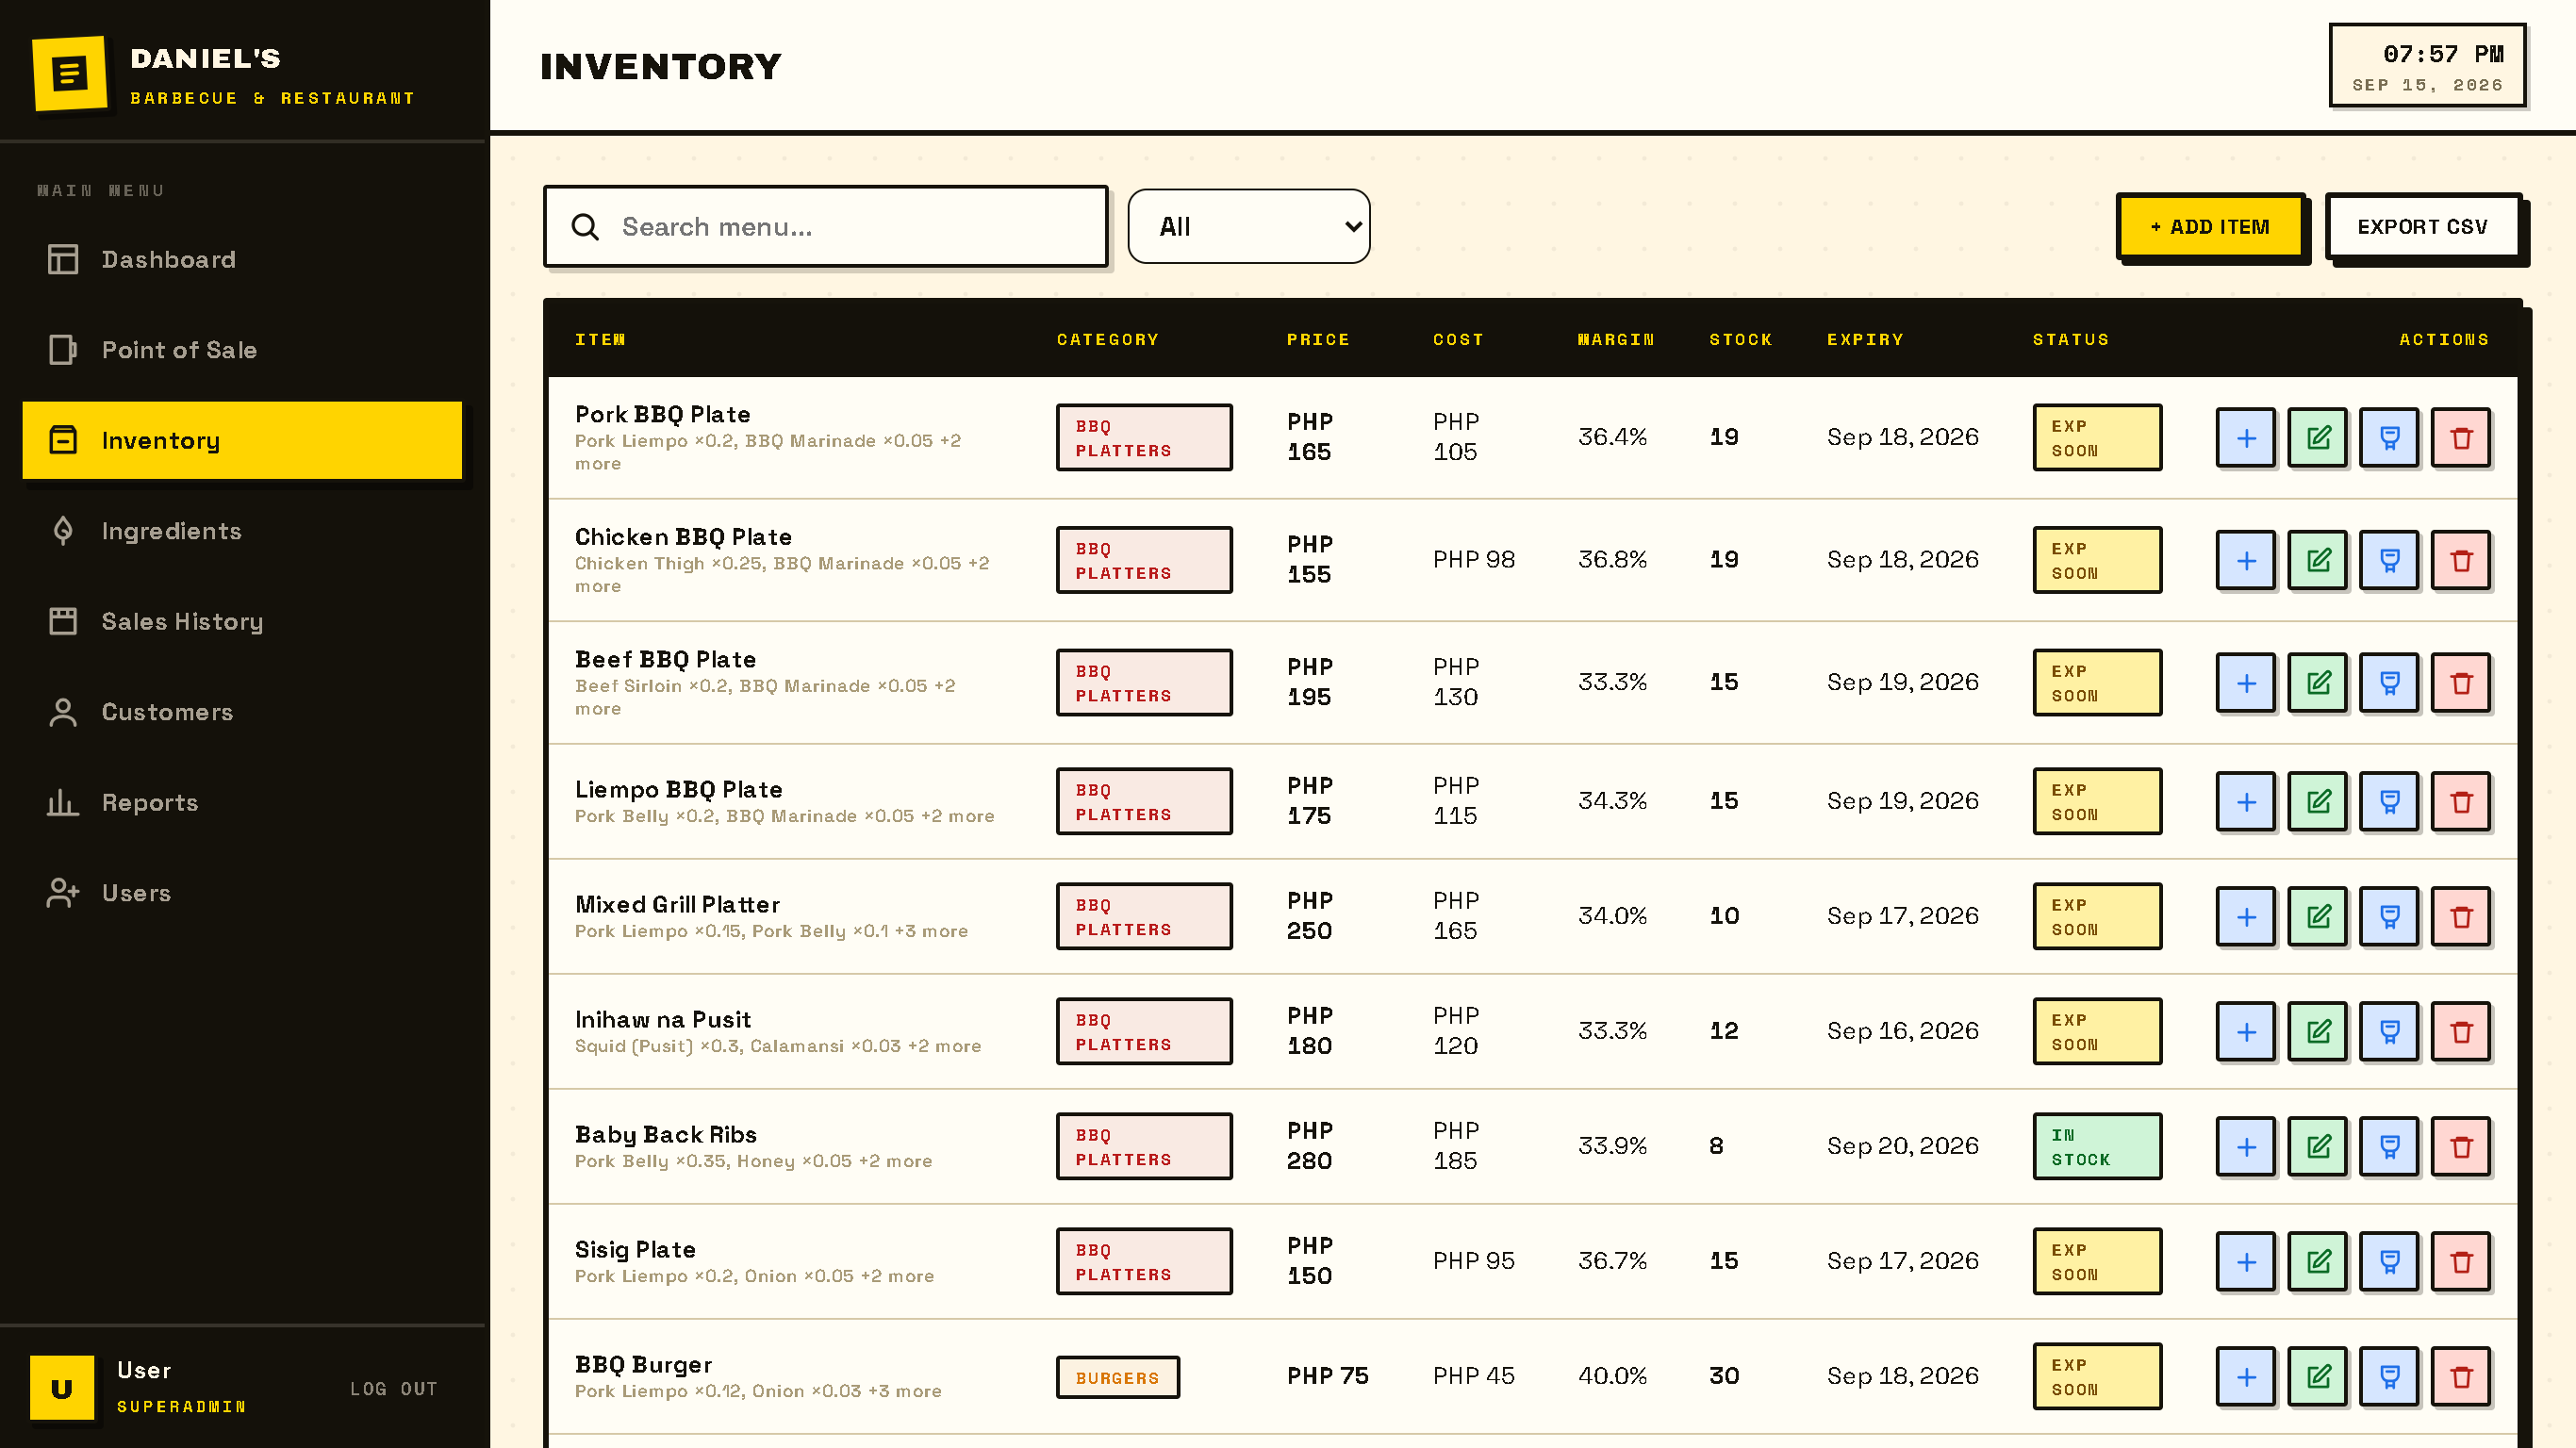 DANIEL'S
BARBECUE & RESTAURANT
MAIN MENU
Dashboard
Point of Sale
Inventory
Ingredients
Sales History
Customers
Reports
Users
U
User
SUPERADMIN
LOG OUT
INVENTORY
07:57 PM
SEP 15, 2026
Search menu...
All
+ ADD ITEM
EXPORT CSV
ITEM CATEGORY PRICE COST MARGIN STOCK EXPIRY STATUS ACTIONS
Pork BBQ Plate
Pork Liempo ×0.2, BBQ Marinade ×0.05 +2
more
BBQ
PLATTERS
PHP
165
PHP
105
36.4%
19
Sep 18, 2026
EXP
SOON
Chicken BBQ Plate
Chicken Thigh ×0.25, BBQ Marinade ×0.05 +2
more
BBQ
PLATTERS
PHP
155
PHP 98
36.8%
19
Sep 18, 2026
EXP
SOON
Beef BBQ Plate
Beef Sirloin ×0.2, BBQ Marinade ×0.05 +2
more
BBQ
PLATTERS
PHP
195
PHP
130
33.3%
15
Sep 19, 2026
EXP
SOON
Liempo BBQ Plate
Pork Belly ×0.2, BBQ Marinade ×0.05 +2 more
BBQ
PLATTERS
PHP
175
PHP
115
34.3%
15
Sep 19, 2026
EXP
SOON
Mixed Grill Platter
Pork Liempo ×0.15, Pork Belly ×0.1 +3 more
BBQ
PLATTERS
PHP
250
PHP
165
34.0%
10
Sep 17, 2026
EXP
SOON
Inihaw na Pusit
Squid (Pusit) ×0.3, Calamansi ×0.03 +2 more
BBQ
PLATTERS
PHP
180
PHP
120
33.3%
12
Sep 16, 2026
EXP
SOON
Baby Back Ribs
Pork Belly ×0.35, Honey ×0.05 +2 more
BBQ
PLATTERS
PHP
280
PHP
185
33.9%
8
Sep 20, 2026
IN
STOCK
Sisig Plate
Pork Liempo ×0.2, Onion ×0.05 +2 more
BBQ
PLATTERS
PHP
150
PHP 95
36.7%
15
Sep 17, 2026
EXP
SOON
BBQ Burger
Pork Liempo ×0.12, Onion ×0.03 +3 more
BURGERS
PHP 75
PHP 45
40.0%
30
Sep 18, 2026
EXP
SOON